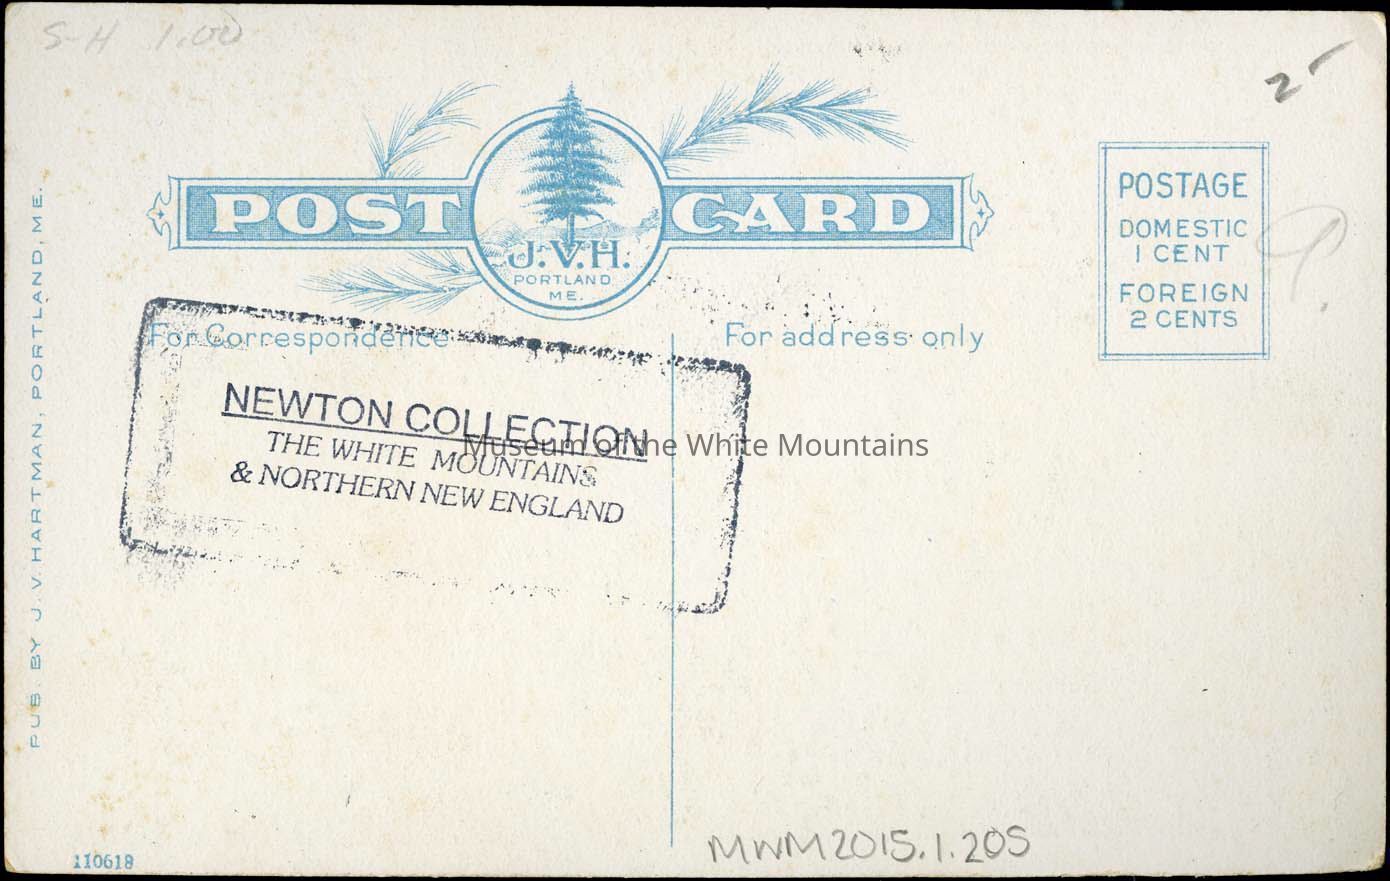 S-H 1.00
2
POST CARD
J.V.H.
PORTLAND
ME.
POSTAGE
DOMESTIC
1 CENT
FOREIGN
2 CENTS
For Correspondence
For address only
NEWTON COLLECTION
THE WHITE MOUNTAINS
& NORTHERN NEW ENGLAND
Museum of the White Mountains
PUB. BY J. V. HARTMAN, PORTLAND, ME.
110618
MWM2015.1.205